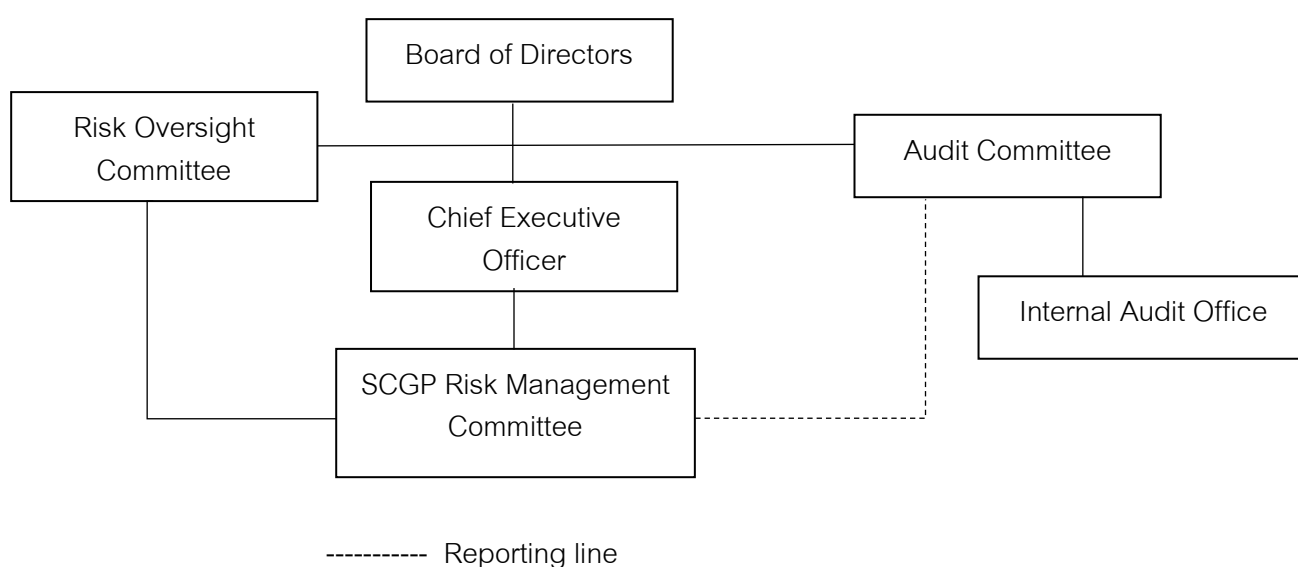 Board of Directors
Risk Oversight
Committee
Audit Committee
Chief Executive
Officer
Internal Audit Office
SCGP Risk Management
Committee
Reporting line